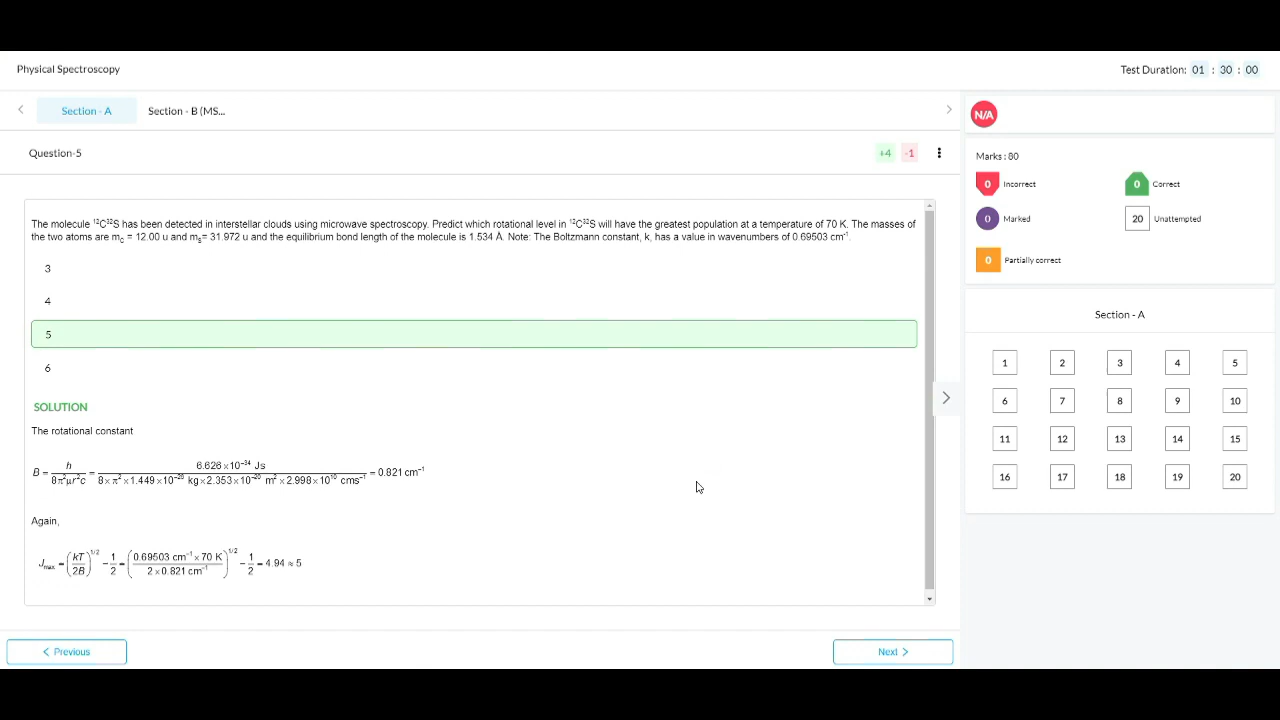 Physical Spectroscopy
Test Duration: 01 : 30 : 00
Section - A
Section - B (MS...
N/A
Question-5
+4
-1
Marks : 80
0 Incorrect
0 Correct
0 Marked
20 Unattempted
0 Partially correct
The molecule ¹²C³²S has been detected in interstellar clouds using microwave spectroscopy. Predict which rotational level in ¹²C³²S will have the greatest population at a temperature of 70 K. The masses of
the two atoms are m_C = 12.00 u and m_S= 31.972 u and the equilibrium bond length of the molecule is 1.534 Å. Note: The Boltzmann constant, k, has a value in wavenumbers of 0.69503 cm⁻¹.
3
4
5
6
SOLUTION
The rotational constant
B = h / 8π²μr²c = 6.626×10⁻³⁴ Js / 8×π²×1.449×10⁻²⁶ kg×2.353×10⁻²⁰ m²×2.998×10¹⁰ cms⁻¹ = 0.821 cm⁻¹
Again,
J_max = (kT / 2B)^1/2 − 1/2 = (0.69503 cm⁻¹×70 K / 2×0.821 cm⁻¹)^1/2 − 1/2 = 4.94 ≈ 5
Previous
Next
Section - A
1 2 3 4 5
6 7 8 9 10
11 12 13 14 15
16 17 18 19 20